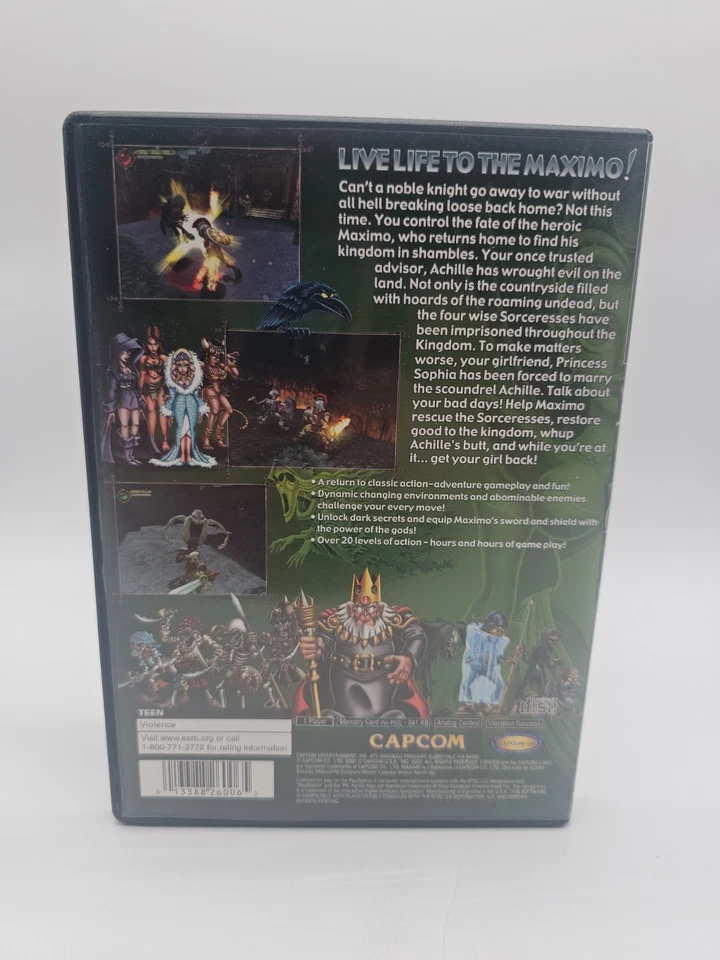 LIVE LIFE TO THE MAXIMO!
Can't a noble knight go away to war without
all hell breaking loose back home? Not this
time. You control the fate of the heroic
Maximo, who returns home to find his
kingdom in shambles. Your once trusted
advisor, Achille has wrought evil on the
land. Not only is the countryside filled
with hoards of the roaming undead, but
the four wise Sorceresses have
been imprisoned throughout the
Kingdom. To make matters
worse, your girlfriend, Princess
Sophia has been forced to marry
the scoundrel Achille. Talk about
your bad days! Help Maximo
rescue the Sorceresses, restore
good to the kingdom, whup
Achille's butt, and while you're at
it... get your girl back!
• A return to classic action-adventure gameplay and fun!
• Dynamic changing environments and abominable enemies
challenge your every move!
• Unlock dark secrets and equip Maximo's sword and shield with
the power of the gods!
• Over 20 levels of action – hours and hours of game play!
disc
TEEN
Violence
Visit www.esrb.org or call
1-800-771-3772 for rating information
1 Player
Memory Card (for PS2) - 341 KB
Analog Control
Vibration Function
CAPCOM
13388 26006